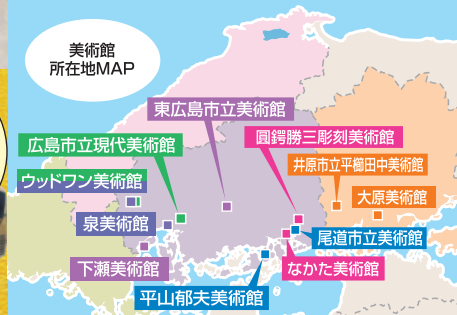 美術館
所在地MAP
東広島市立美術館
広島市立現代美術館
圓鍔勝三彫刻美術館
井原市立平櫛田中美術館
ウッドワン美術館
大原美術館
泉美術館
尾道市立美術館
下瀬美術館
なかた美術館
平山郁夫美術館